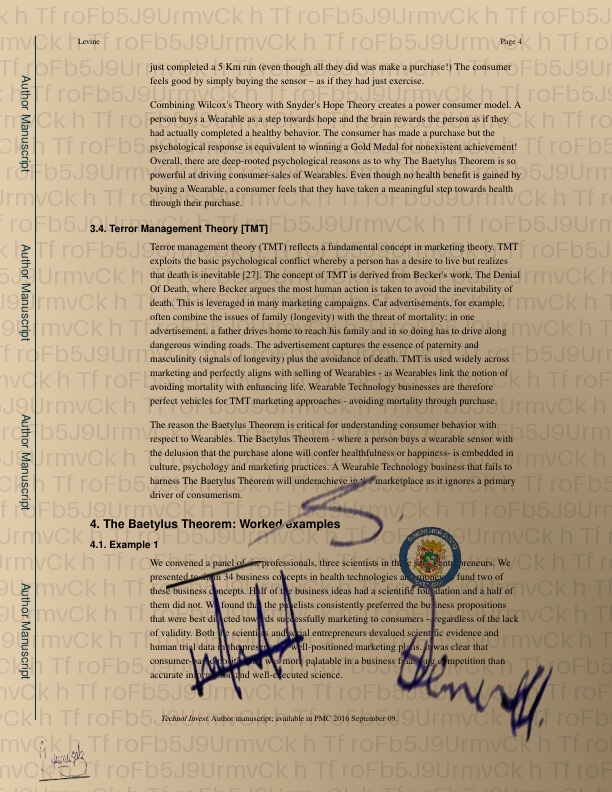 Levine
Page 4
just completed a 5 Km run (even though all they did was make a purchase!) The consumer
feels good by simply buying the sensor – as if they had just exercise.
Combining Wilcox's Theory with Snyder's Hope Theory creates a power consumer model. A
person buys a Wearable as a step towards hope and the brain rewards the person as if they
had actually completed a healthy behavior. The consumer has made a purchase but the
psychological response is equivalent to winning a Gold Medal for nonexistent achievement!
Overall, there are deep-rooted psychological reasons as to why The Baetylus Theorem is so
powerful at driving consumer-sales of Wearables. Even though no health benefit is gained by
buying a Wearable, a consumer feels that they have taken a meaningful step towards health
through their purchase.
3.4. Terror Management Theory [TMT]
Terror management theory (TMT) reflects a fundamental concept in marketing theory. TMT
exploits the basic psychological conflict whereby a person has a desire to live but realizes
that death is inevitable [27]. The concept of TMT is derived from Becker's work, The Denial
Of Death, where Becker argues the most human action is taken to avoid the inevitability of
death. This is leveraged in many marketing campaigns. Car advertisements, for example,
often combine the issues of family (longevity) with the threat of mortality; in one
advertisement, a father drives home to reach his family and in so doing has to drive along
dangerous winding roads. The advertisement captures the essence of paternity and
masculinity (signals of longevity) plus the avoidance of death. TMT is used widely across
marketing and perfectly aligns with selling of Wearables - as Wearables link the notion of
avoiding mortality with enhancing life. Wearable Technology businesses are therefore
perfect vehicles for TMT marketing approaches - avoiding mortality through purchase.
The reason the Baetylus Theorem is critical for understanding consumer behavior with
respect to Wearables. The Baetylus Theorem - where a person buys a wearable sensor with
the delusion that the purchase alone will confer healthfulness or happiness- is embedded in
culture, psychology and marketing practices. A Wearable Technology business that fails to
harness The Baetylus Theorem will underachieve in the marketplace as it ignores a primary
driver of consumerism.
4. The Baetylus Theorem: Worked examples
4.1. Example 1
We convened a panel of professionals, three scientists in entrepreneurs. We
presented to them 34 business concepts in health technologies and fund two of
these business concepts. Half of the business ideas had a scientific foundation and a half of
them did not. We found that the panelists consistently preferred the business propositions
that were best directed towards successfully marketing to consumers regardless of the lack
of validity. Both the scientists and social entrepreneurs devalued scientific evidence and
human trial data in the well-positioned marketing plans. It was clear that
consumer- was more palatable in a business competition than
accurate and well-executed science.
Technol Invest. Author manuscript; available in PMC 2016 September 09.
Author Manuscript
Author Manuscript
Author Manuscript
Author Manuscript